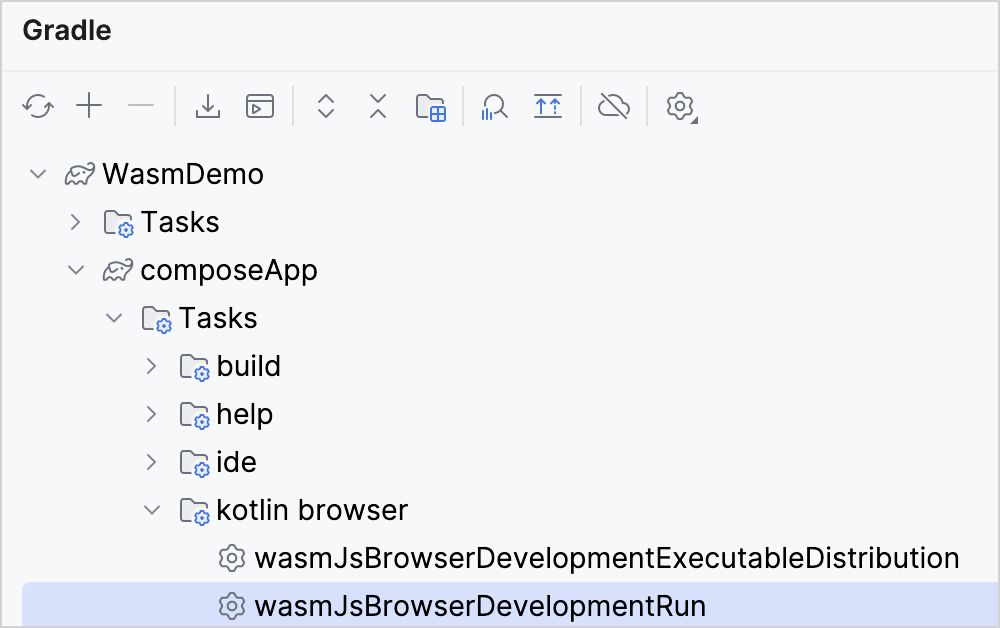 Gradle
WasmDemo
Tasks
composeApp
Tasks
build
help
ide
kotlin browser
wasmJsBrowserDevelopmentExecutableDistribution
wasmJsBrowserDevelopmentRun